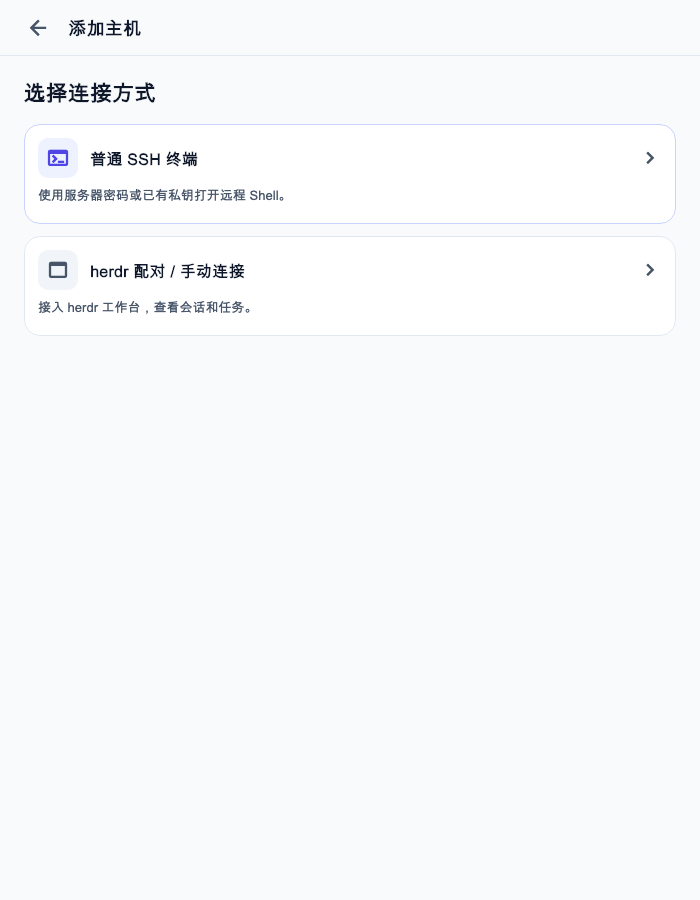 添加主机
选择连接方式
普通 SSH 终端
使用服务器密码或已有私钥打开远程 Shell。
herdr 配对 / 手动连接
接入 herdr 工作台，查看会话和任务。